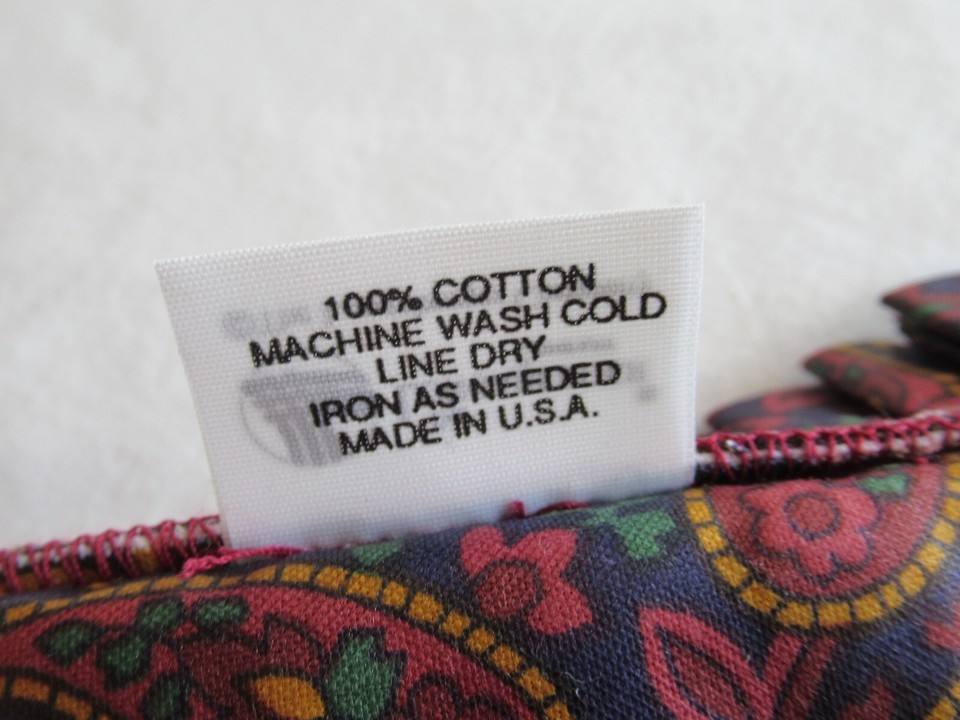 100% COTTON
MACHINE WASH COLD
LINE DRY
IRON AS NEEDED
MADE IN U.S.A.